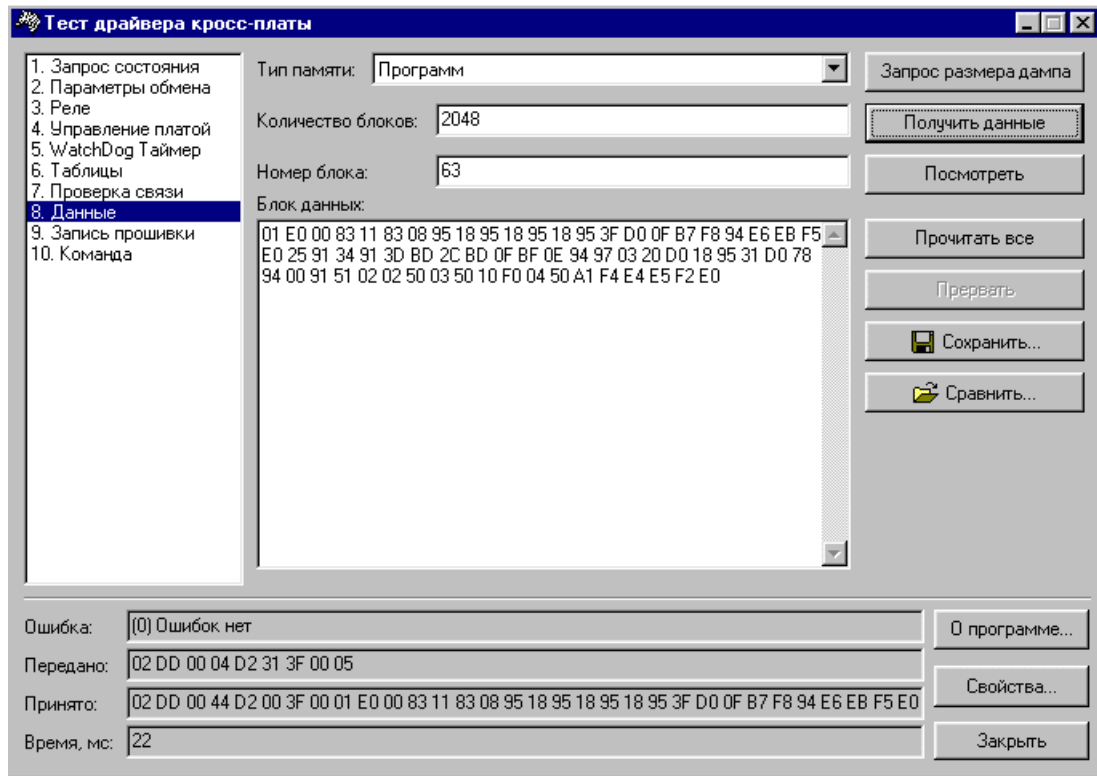 Тест драйвера кросс-платы
1. Запрос состояния
2. Параметры обмена
3. Реле
4. Управление платой
5. WatchDog Таймер
6. Таблицы
7. Проверка связи
8. Данные
9. Запись прошивки
10. Команда
Тип памяти: Программ
Количество блоков: 2048
Номер блока: 63
Блок данных:
01 E0 00 83 11 83 08 95 18 95 18 95 18 95 3F D0 0F B7 F8 94 E6 EB F5
E0 25 91 34 91 3D BD 2C BD 0F BF 0E 94 97 03 20 D0 18 95 31 D0 78
94 00 91 51 02 02 50 03 50 10 F0 04 50 A1 F4 E4 E5 F2 E0
Запрос размера дампа
Получить данные
Посмотреть
Прочитать все
Прервать
Сохранить...
Сравнить...
Ошибка: (0) Ошибок нет
Передано: 02 DD 00 04 D2 31 3F 00 05
Принято: 02 DD 00 44 D2 00 3F 00 01 E0 00 83 11 83 08 95 18 95 18 95 18 95 3F D0 0F B7 F8 94 E6 EB F5 E0
Время, мс: 22
О программе...
Свойства...
Закрыть